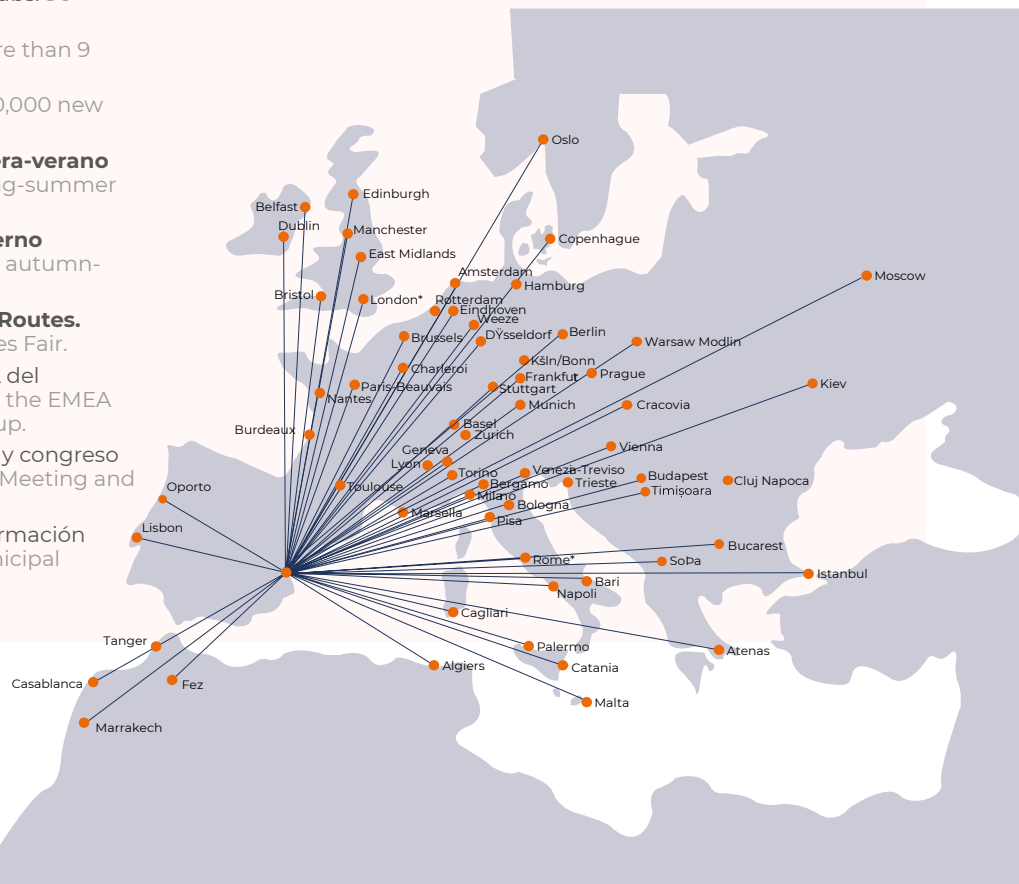 re than 9
0,000 new
era-verano
ng-summer
erno
autumn-
Routes.
es Fair.
del
the EMEA
up.
y congreso
Meeting and
rmación
nicipal
Oslo
Edinburgh
Belfast
Dublin
Manchester
Copenhague
East Midlands
Amsterdam
Moscow
Hamburg
Bristol
London*
Rotterdam
Eindhoven
Weeze
Brussels
DŸsseldorf
Berlin
Warsaw Modlin
Kšln/Bonn
Charleroi
Frankfut
Prague
Paris-Beauvais
Stuttgart
Kiev
Nantes
Munich
Cracovia
Burdeaux
Basel
Zurich
Geneva
Vienna
Lyon
Torino
Venezia-Treviso
Toulouse
Bergamo
Trieste
Budapest
Cluj Napoca
Oporto
Milano
Timișoara
Marsella
Bologna
Pisa
Lisbon
Bucarest
Rome*
SoÞa
Istanbul
Bari
Napoli
Cagliari
Tanger
Palermo
Atenas
Algiers
Catania
Casablanca
Fez
Malta
Marrakech